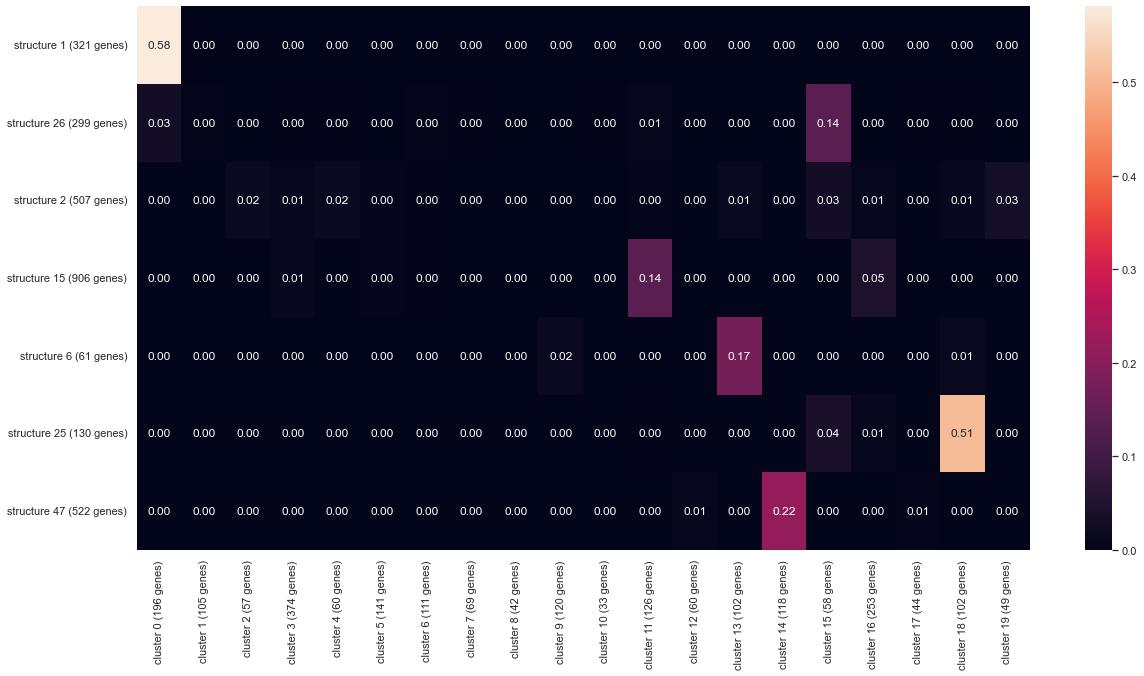 structure 1 (321 genes) 0.58 0.00 0.00 0.00 0.00 0.00 0.00 0.00 0.00 0.00 0.00 0.00 0.00 0.00 0.00 0.00 0.00 0.00 0.00 0.00
structure 26 (299 genes) 0.03 0.00 0.00 0.00 0.00 0.00 0.00 0.00 0.00 0.00 0.00 0.01 0.00 0.00 0.00 0.14 0.00 0.00 0.00 0.00
structure 2 (507 genes) 0.00 0.00 0.02 0.01 0.02 0.00 0.00 0.00 0.00 0.00 0.00 0.00 0.00 0.01 0.00 0.03 0.01 0.00 0.01 0.03
structure 15 (906 genes) 0.00 0.00 0.00 0.01 0.00 0.00 0.00 0.00 0.00 0.00 0.00 0.14 0.00 0.00 0.00 0.00 0.05 0.00 0.00 0.00
structure 6 (61 genes) 0.00 0.00 0.00 0.00 0.00 0.00 0.00 0.00 0.00 0.02 0.00 0.00 0.00 0.17 0.00 0.00 0.00 0.00 0.01 0.00
structure 25 (130 genes) 0.00 0.00 0.00 0.00 0.00 0.00 0.00 0.00 0.00 0.00 0.00 0.00 0.00 0.00 0.00 0.04 0.01 0.00 0.51 0.00
structure 47 (522 genes) 0.00 0.00 0.00 0.00 0.00 0.00 0.00 0.00 0.00 0.00 0.00 0.00 0.01 0.00 0.22 0.00 0.00 0.01 0.00 0.00
cluster 0 (196 genes)
cluster 1 (105 genes)
cluster 2 (57 genes)
cluster 3 (374 genes)
cluster 4 (60 genes)
cluster 5 (141 genes)
cluster 6 (111 genes)
cluster 7 (69 genes)
cluster 8 (42 genes)
cluster 9 (120 genes)
cluster 10 (33 genes)
cluster 11 (126 genes)
cluster 12 (60 genes)
cluster 13 (102 genes)
cluster 14 (118 genes)
cluster 15 (58 genes)
cluster 16 (253 genes)
cluster 17 (44 genes)
cluster 18 (102 genes)
cluster 19 (49 genes)
0.5
0.4
0.3
0.2
0.1
0.0